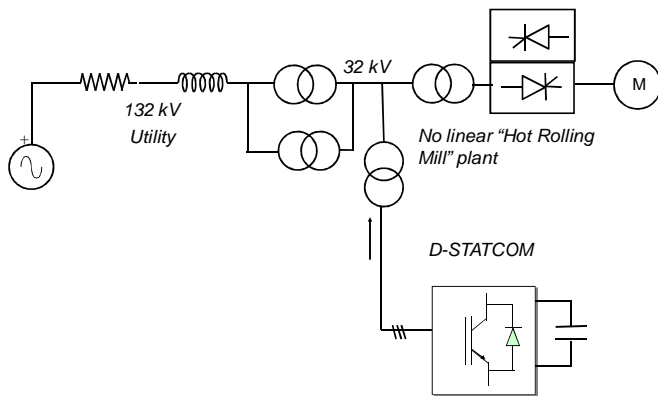 32 kV
132 kV
Utility
+
M
No linear “Hot Rolling
Mill” plant
D-STATCOM